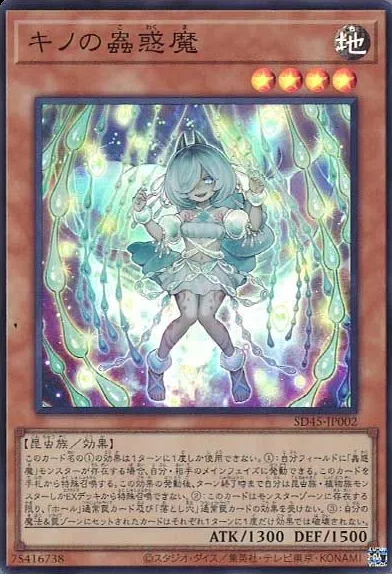 キノの蟲惑魔
地
SD45-JP002
【昆虫族／効果】
このカード名の①の効果は1ターンに1度しか使用できない。①：自分フィールドに「蟲惑
魔」モンスターが存在する場合、自分・相手のメインフェイズに発動できる。このカードを
手札から特殊召喚する。この効果の発動後、ターン終了時まで自分は昆虫族・植物族モ
ンスターしかEXデッキから特殊召喚できない。②：このカードはモンスターゾーンに存在する
限り、「ホール」通常罠カード及び「落とし穴」通常罠カードの効果を受けない。③：自分の
魔法＆罠ゾーンにセットされたカードはそれぞれ1ターンに1度だけ効果では破壊されない。
ATK/1300 DEF/1500
75416738
©スタジオ・ダイス／集英社・テレビ東京・KONAMI